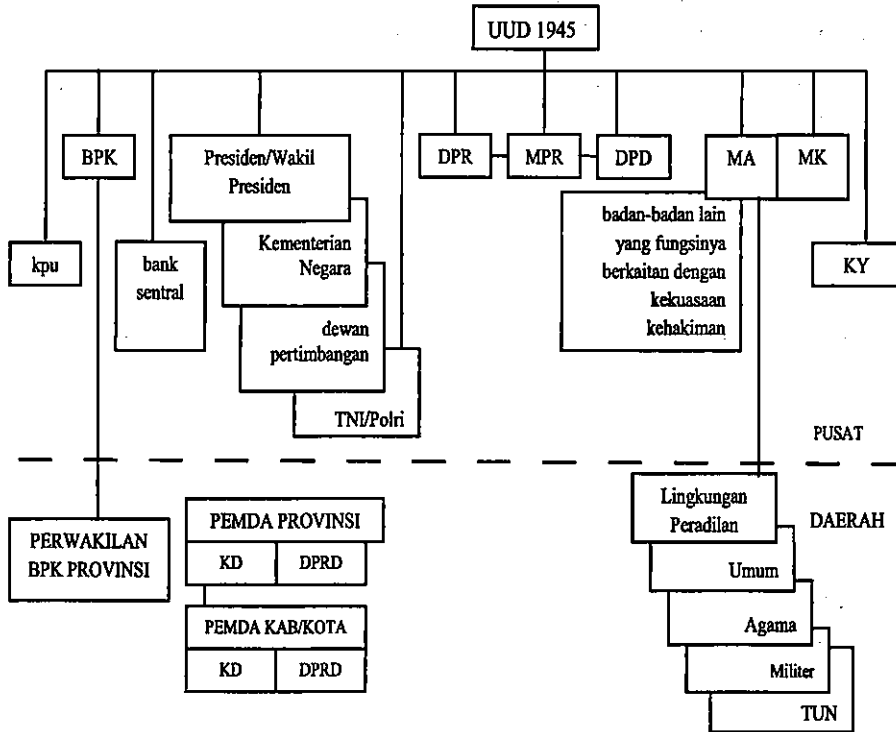 UUD 1945
BPK
Presiden/Wakil
Presiden
DPR
MPR
DPD
MA
MK
Kementerian
Negara
badan-badan lain
yang fungsinya
berkaitan dengan
kekuasaan
kehakiman
kpu
bank
sentral
KY
dewan
pertimbangan
TNI/Polri
PUSAT
DAERAH
PERWAKILAN
BPK PROVINSI
PEMDA PROVINSI
KD
DPRD
PEMDA KAB/KOTA
KD
DPRD
Lingkungan
Peradilan
Umum
Agama
Militer
TUN